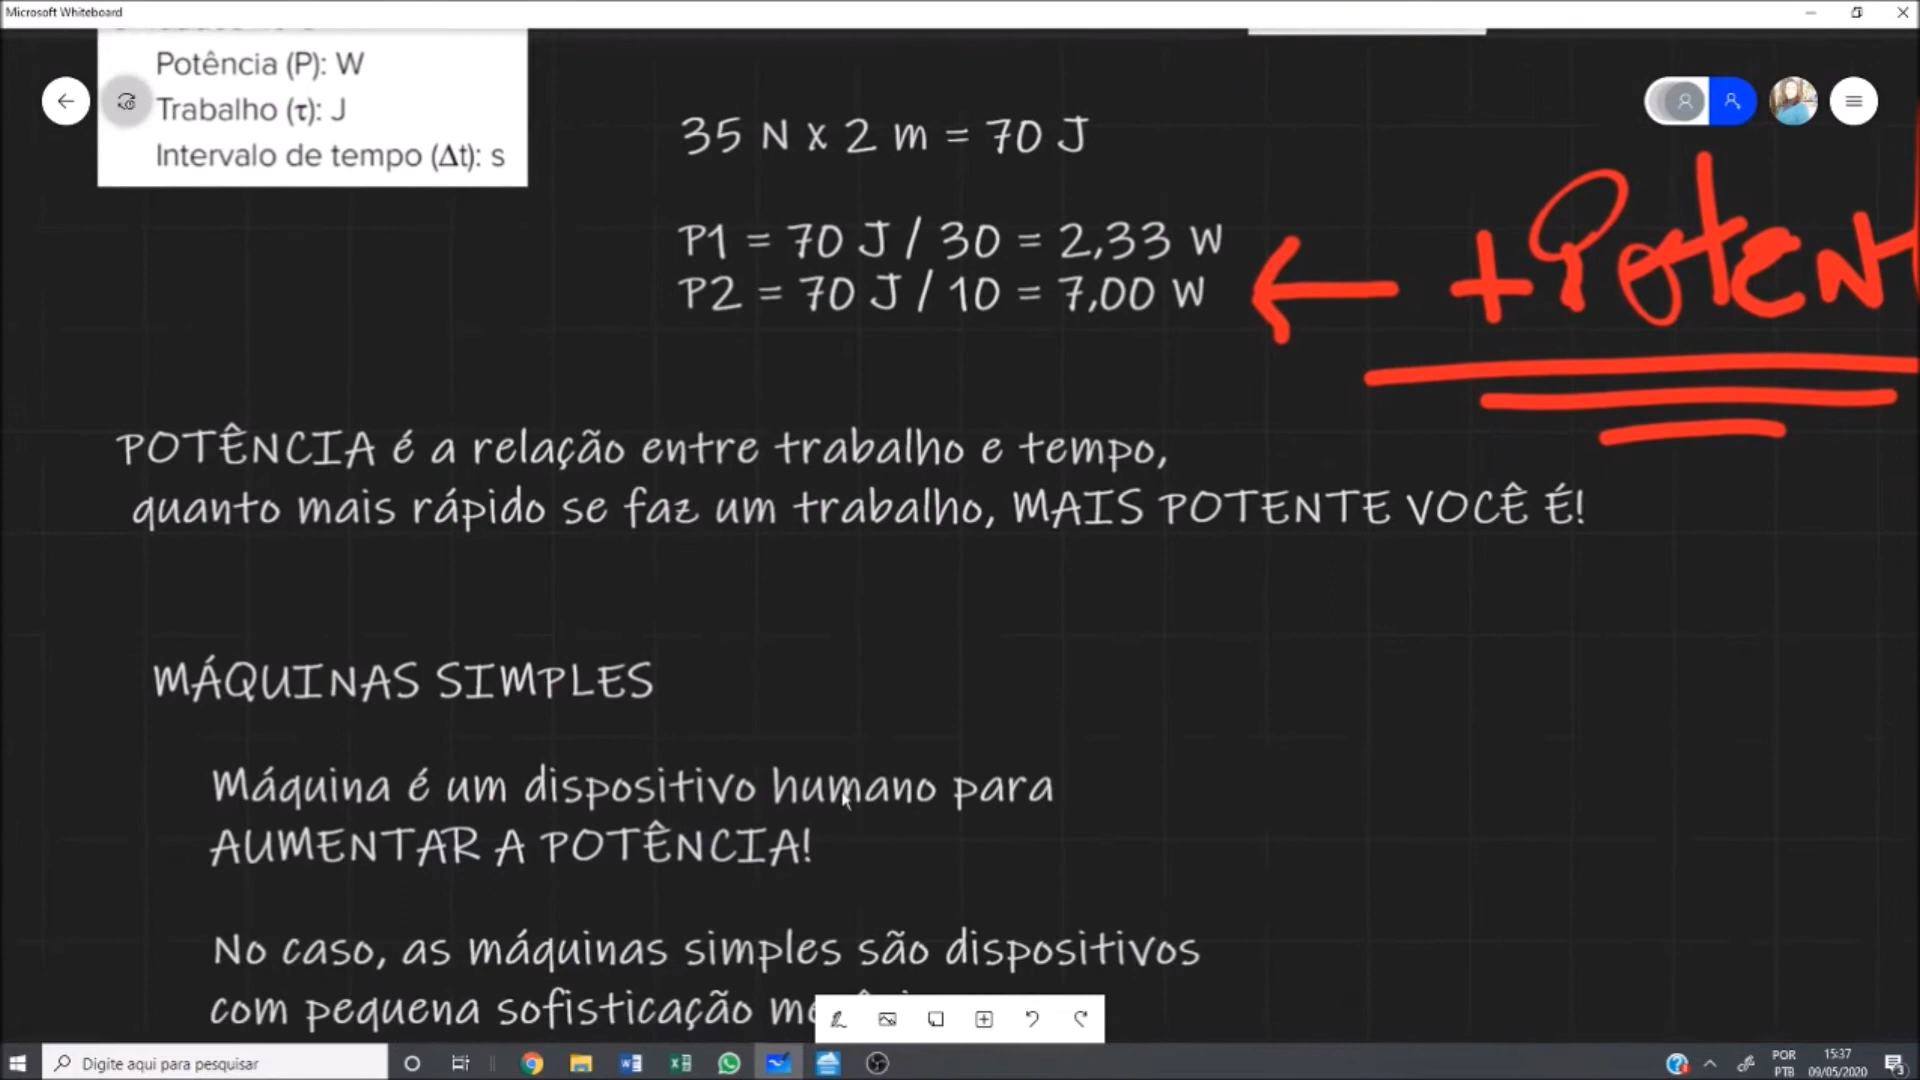 Microsoft Whiteboard
Potência (P): W
Trabalho (τ): J
Intervalo de tempo (Δt): s
35 N x 2 m = 70 J
P1 = 70 J / 30 = 2,33 W
P2 = 70 J / 10 = 7,00 W
+Potent
POTÊNCIA é a relação entre trabalho e tempo,
quanto mais rápido se faz um trabalho, MAIS POTENTE VOCÊ É!
MÁQUINAS SIMPLES
Máquina é um dispositivo humano para
AUMENTAR A POTÊNCIA!
No caso, as máquinas simples são dispositivos
com pequena sofisticação
Digite aqui para pesquisar
POR
PTB
15:37
09/05/2020
3